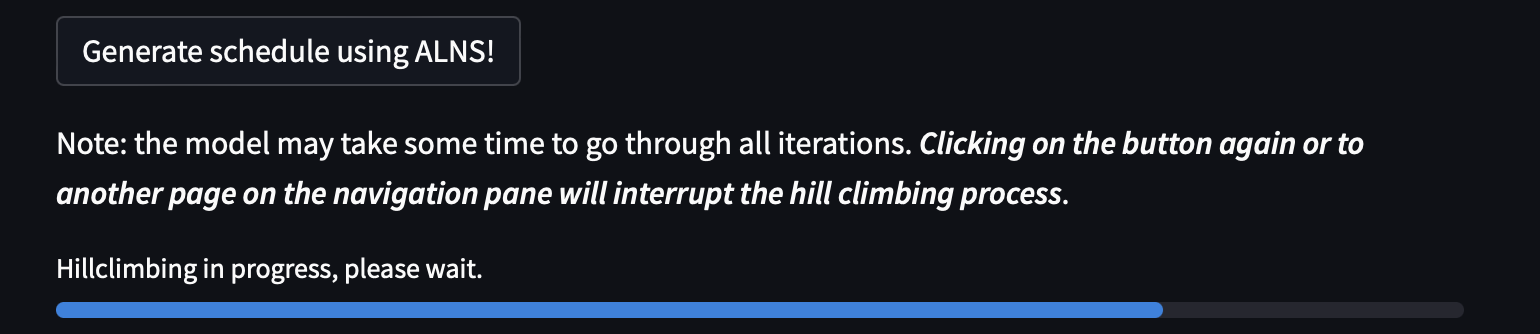 Generate schedule using ALNS!
Note: the model may take some time to go through all iterations. Clicking on the button again or to
another page on the navigation pane will interrupt the hill climbing process.
Hillclimbing in progress, please wait.